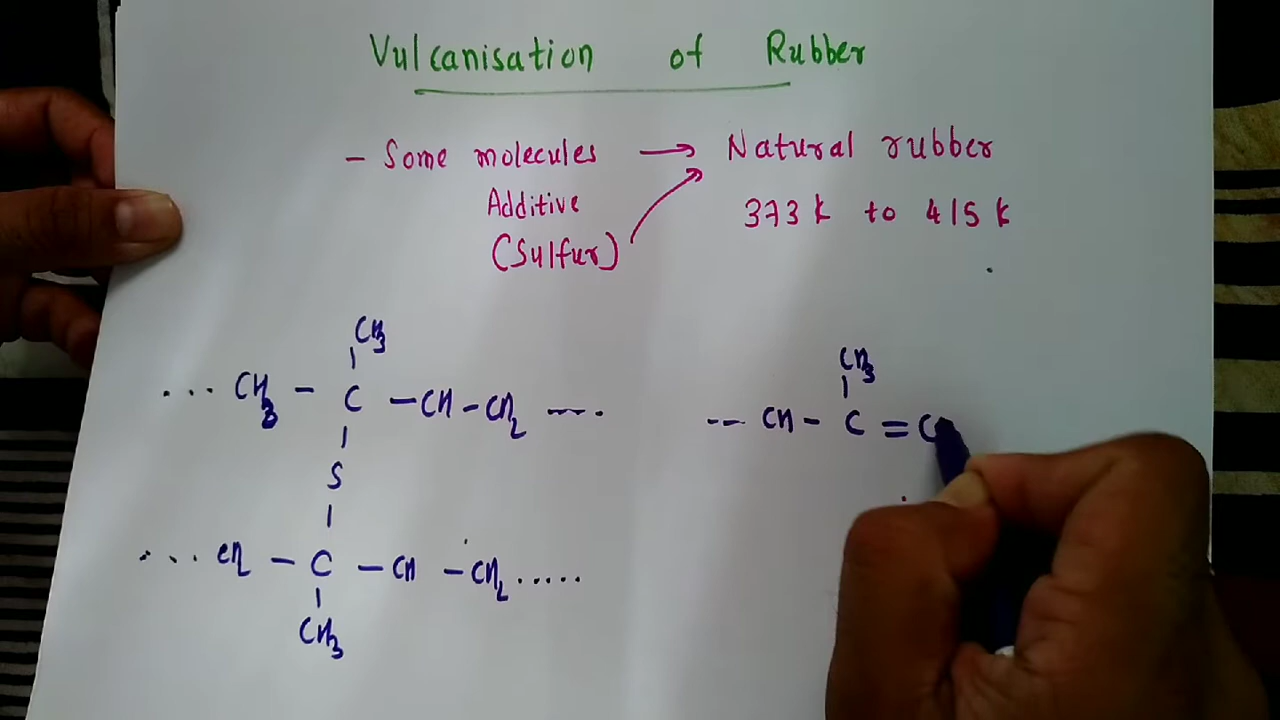 Vulcanisation of Rubber
- Some molecules → Natural rubber
Additive 373 k to 415 k
(Sulfur)
CH3
CH3
... CH3 - C - CH - CH2 ----.
-- CH - C = C
S
... CH - C - CH - CH2 .....
CH3